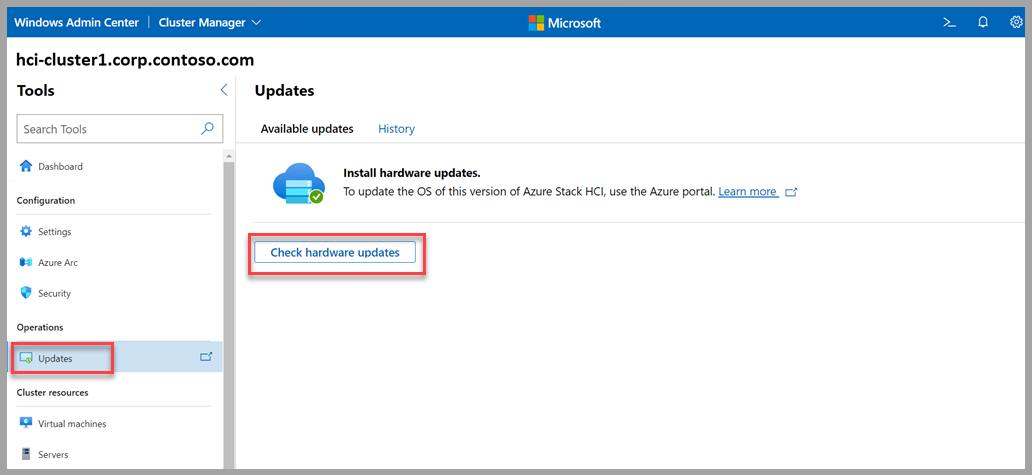 Windows Admin Center | Cluster Manager
Microsoft
hci-cluster1.corp.contoso.com
Tools
Search Tools
Dashboard
Configuration
Settings
Azure Arc
Security
Operations
Updates
Cluster resources
Virtual machines
Servers
Updates
Available updates History
Install hardware updates.
To update the OS of this version of Azure Stack HCI, use the Azure portal. Learn more
Check hardware updates